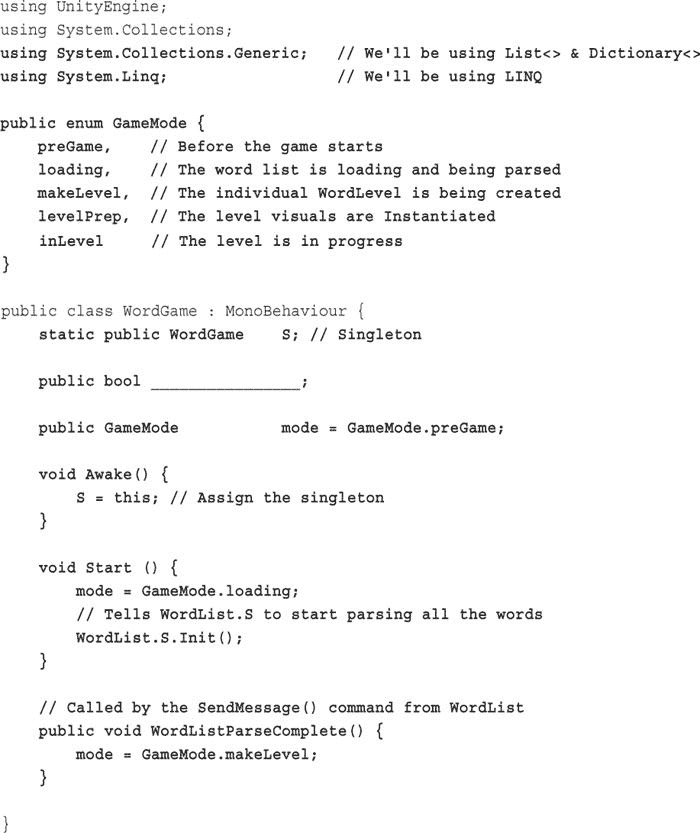 using UnityEngine;
using System.Collections;
using System.Collections.Generic;   // We'll be using List<> & Dictionary<>
using System.Linq;                  // We'll be using LINQ

public enum GameMode {
    preGame,    // Before the game starts
    loading,    // The word list is loading and being parsed
    makeLevel,  // The individual WordLevel is being created
    levelPrep,  // The level visuals are Instantiated
    inLevel     // The level is in progress
}

public class WordGame : MonoBehaviour {
    static public WordGame    S; // Singleton

    public bool ________________;

    public GameMode           mode = GameMode.preGame;

    void Awake() {
        S = this; // Assign the singleton
    }

    void Start () {
        mode = GameMode.loading;
        // Tells WordList.S to start parsing all the words
        WordList.S.Init();
    }

    // Called by the SendMessage() command from WordList
    public void WordListParseComplete() {
        mode = GameMode.makeLevel;
    }

}